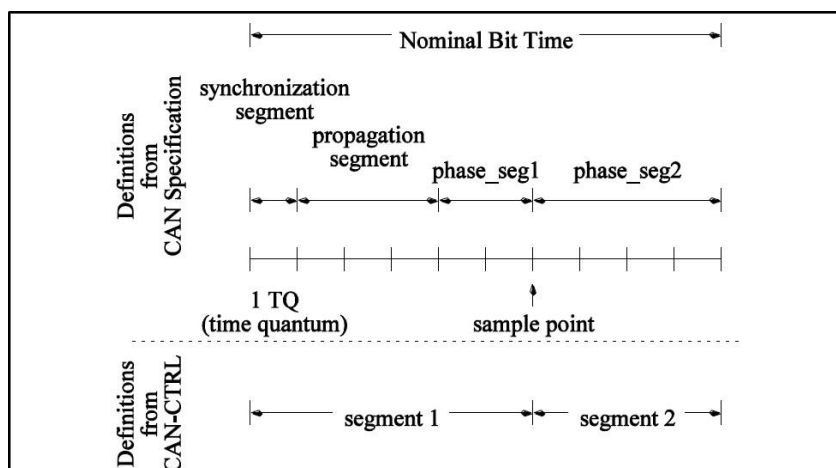 Nominal Bit Time
Definitions
from
CAN Specification
synchronization
segment
propagation
segment
phase_seg1
phase_seg2
1 TQ
(time quantum)
sample point
Definitions
from
CAN-CTRL
segment 1
segment 2